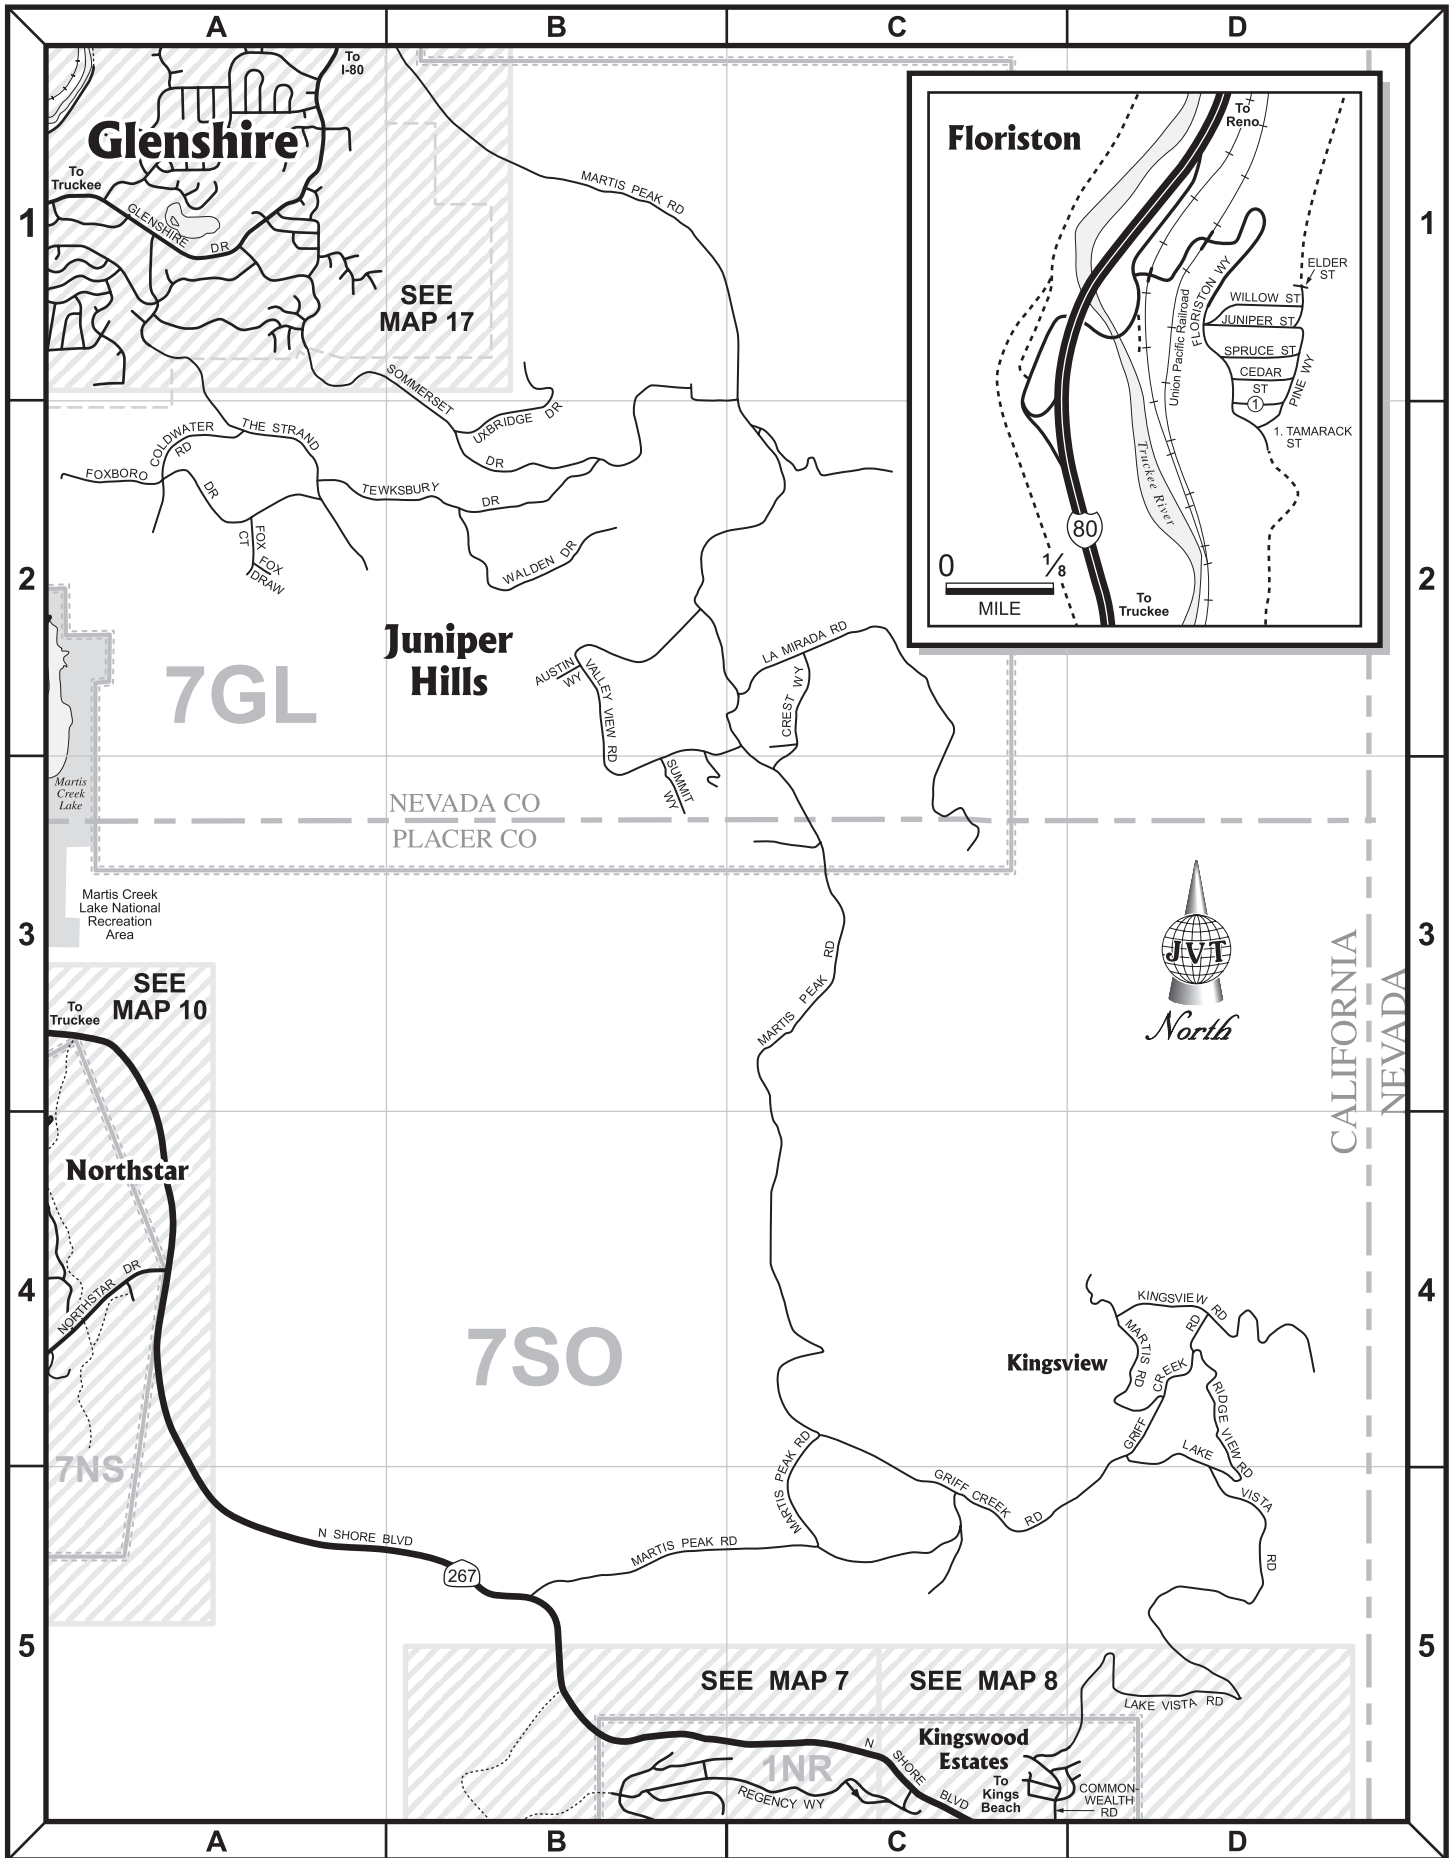 A
B
C
D
1
2
3
4
5
1
2
3
4
5
To
I-80
Glenshire
To
Truckee
GLENSHIRE DR
SEE
MAP 17
MARTIS PEAK RD
SOMMERSET
DR
UXBRIDGE DR
COLDWATER
RD
THE STRAND
FOXBORO
DR
TEWKSBURY
DR
FOX
CT
FOX
DRAW
WALDEN DR
Floriston
To
Reno
ELDER
ST
WILLOW ST
JUNIPER ST
SPRUCE ST
CEDAR
ST
1
PINE WY
1. TAMARACK
ST
FLORISTON WY
Union Pacific Railroad
Truckee River
80
0
1/8
MILE
To
Truckee
Juniper
Hills
7GL
AUSTIN
WY
VALLEY VIEW RD
SUMMIT
WY
LA MIRADA RD
CREST WY
Martis
Creek
Lake
NEVADA CO
PLACER CO
Martis Creek
Lake National
Recreation
Area
MARTIS PEAK RD
JVT
North
CALIFORNIA
NEVADA
SEE
MAP 10
To
Truckee
Northstar
NORTHSTAR DR
7SO
7NS
Kingsview
KINGSVIEW RD
MARTIS RD
GRIFF CREEK RD
RIDGE VIEW RD
LAKE VISTA RD
MARTIS PEAK RD
GRIFF CREEK RD
MARTIS PEAK RD
N SHORE BLVD
267
SEE MAP 7
SEE MAP 8
LAKE VISTA RD
Kingswood
Estates
1NR
N SHORE BLVD
REGENCY WY
To
Kings
Beach
COMMON-
WEALTH
RD
A
B
C
D